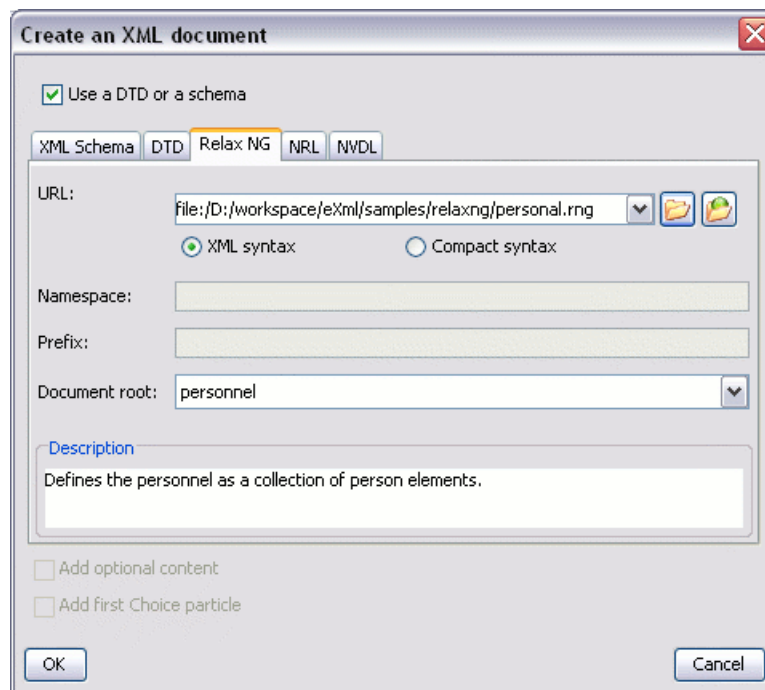 Create an XML document
Use a DTD or a schema
XML Schema DTD Relax NG NRL NVDL
URL:
file:/D:/workspace/eXml/samples/relaxng/personal.rng
XML syntax Compact syntax
Namespace:
Prefix:
Document root: personnel
Description
Defines the personnel as a collection of person elements.
Add optional content
Add first Choice particle
OK Cancel